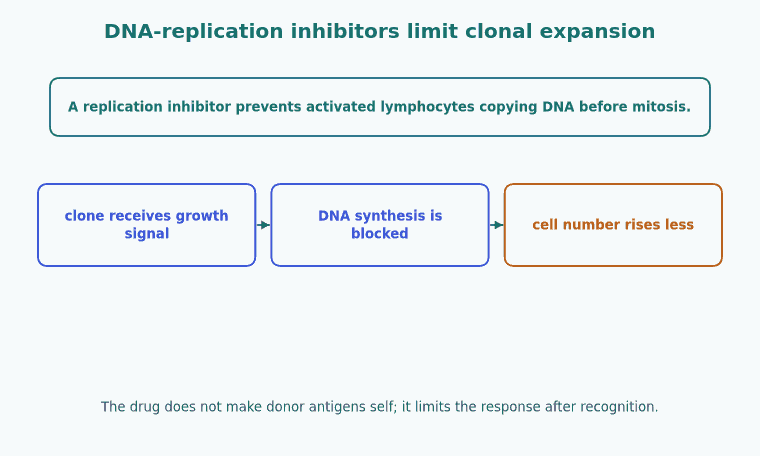 DNA-replication inhibitors limit clonal expansion
A replication inhibitor prevents activated lymphocytes copying DNA before mitosis.
clone receives growth
signal
DNA synthesis is
blocked
cell number rises less
The drug does not make donor antigens self; it limits the response after recognition.